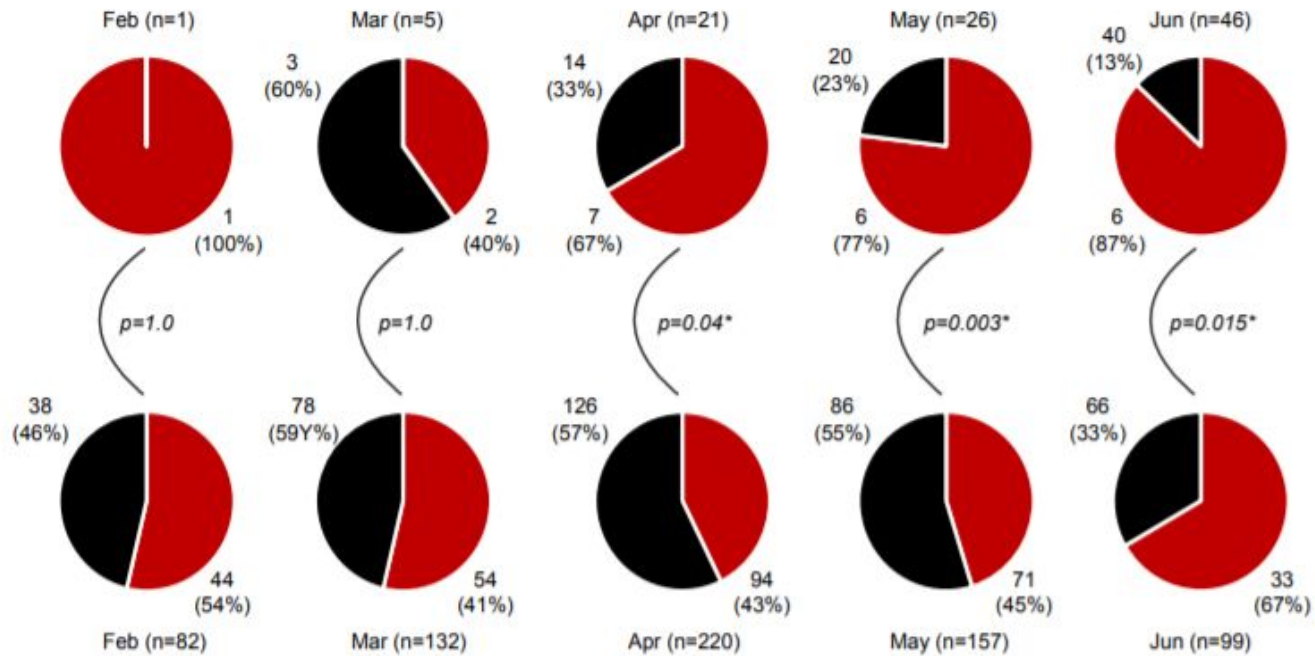 Feb (n=1)
Mar (n=5)
Apr (n=21)
May (n=26)
Jun (n=46)
3
(60%)
14
(33%)
20
(23%)
40
(13%)
1
(100%)
2
(40%)
7
(67%)
6
(77%)
6
(87%)
p=1.0
p=1.0
p=0.04*
p=0.003*
p=0.015*
38
(46%)
78
(59Y%)
126
(57%)
86
(55%)
66
(33%)
44
(54%)
54
(41%)
94
(43%)
71
(45%)
33
(67%)
Feb (n=82)
Mar (n=132)
Apr (n=220)
May (n=157)
Jun (n=99)